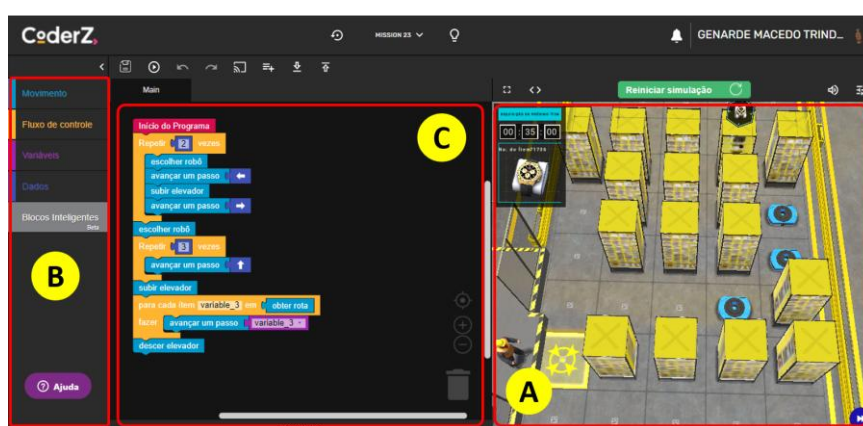 CoderZ
MISSION 23
GENARDE MACEDO TRIND...
Main
Reiniciar simulação
Movimento
Fluxo de controle
Variáveis
Dados
Blocos Inteligentes
Beta
B
Ajuda
C
Início do Programa
Repetir 2 vezes
escolher robô
avançar um passo
subir elevador
avançar um passo
escolher robô
Repetir 3 vezes
avançar um passo
subir elevador
para cada item variable_3 em obter rota
fazer avançar um passo variable_3
descer elevador
00 : 35 : 00
A